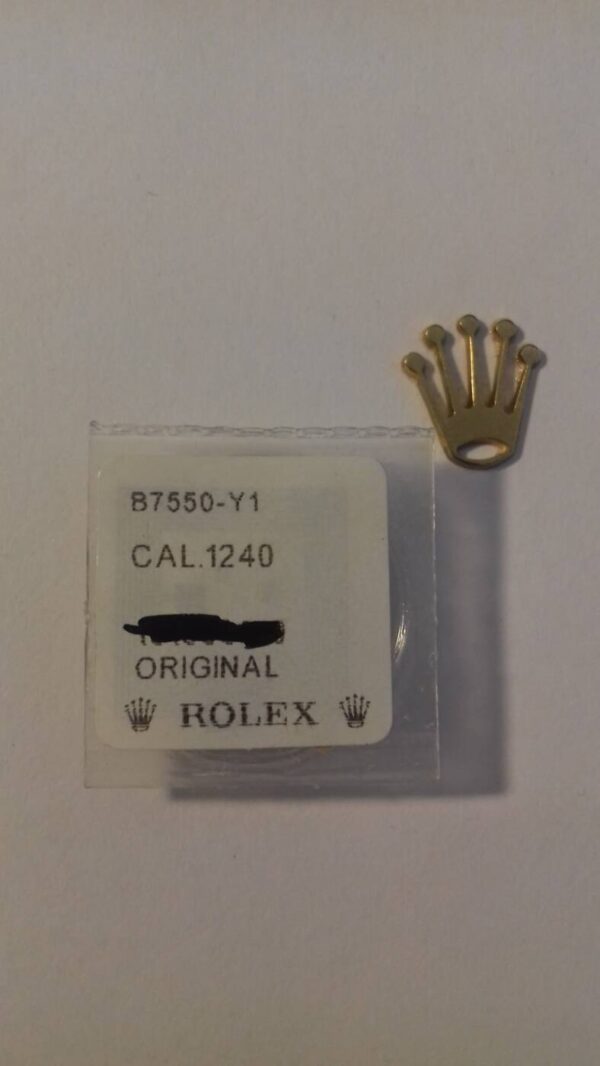 B7550-Y1
CAL.1240
ORIGINAL
ROLEX